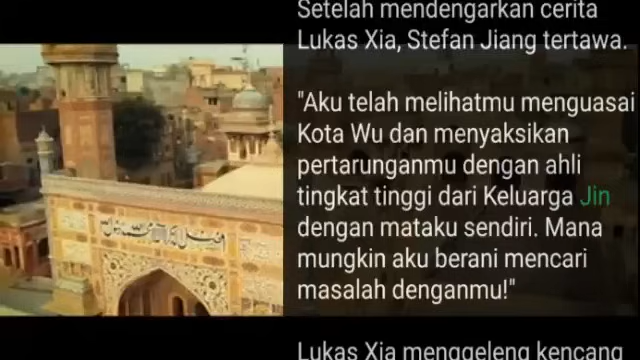 Setelah mendengarkan cerita
Lukas Xia, Stefan Jiang tertawa.
"Aku telah melihatmu menguasai
Kota Wu dan menyaksikan
pertarunganmu dengan ahli
tingkat tinggi dari Keluarga Jin
dengan mataku sendiri. Mana
mungkin aku berani mencari
masalah denganmu!"
Lukas Xia menggeleng kencang